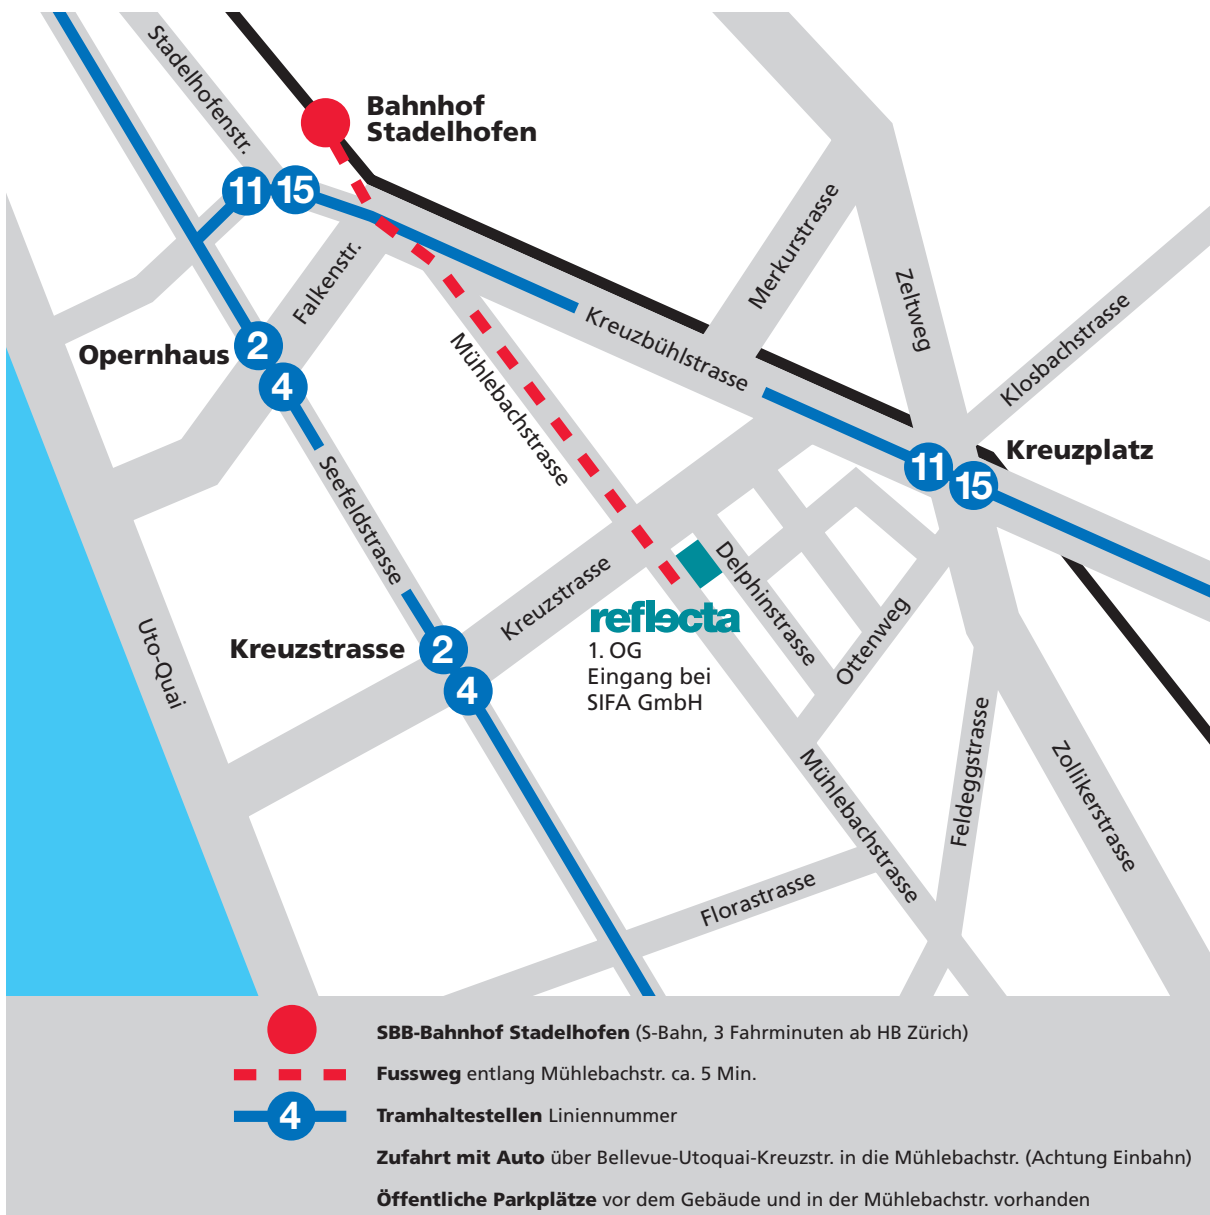 Stadelhofenstr.
Bahnhof
Stadelhofen
11
15
Merkurstrasse
Falkenstr.
Zeltweg
Opernhaus
2
4
Mühlebachstrasse
Kreuzbühlstrasse
Klosbachstrasse
Kreuzplatz
11
15
Seefeldstrasse
Kreuzstrasse
Delphinstrasse
reflecta
1. OG
Eingang bei
SIFA GmbH
Ottenweg
Uto-Quai
Kreuzstrasse
2
4
Mühlebachstrasse
Feldeggstrasse
Zollikerstrasse
Florastrasse
SBB-Bahnhof Stadelhofen (S-Bahn, 3 Fahrminuten ab HB Zürich)
Fussweg entlang Mühlebachstr. ca. 5 Min.
4
Tramhaltestellen Liniennummer
Zufahrt mit Auto über Bellevue-Utoquai-Kreuzstr. in die Mühlebachstr. (Achtung Einbahn)
Öffentliche Parkplätze vor dem Gebäude und in der Mühlebachstr. vorhanden